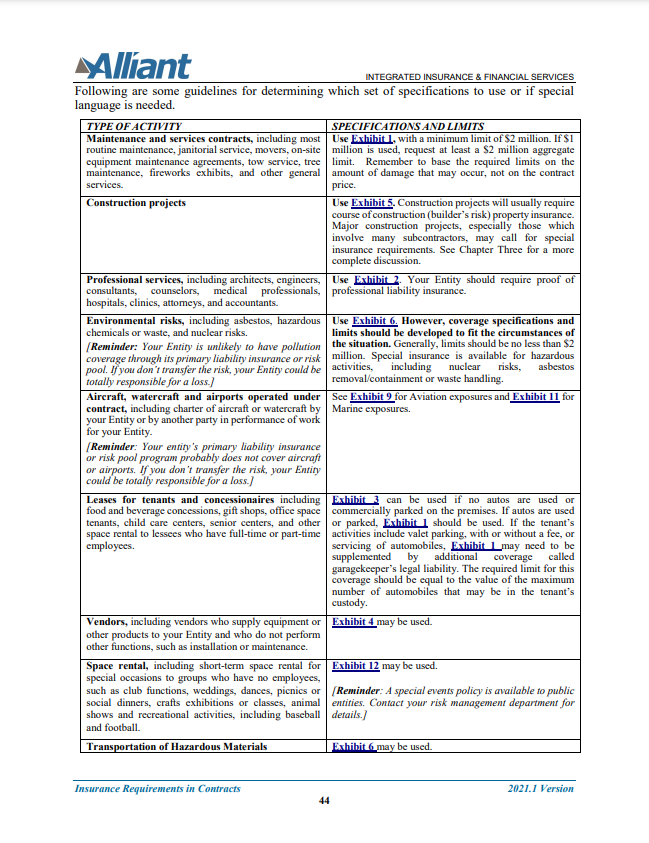 Alliant
INTEGRATED INSURANCE & FINANCIAL SERVICES
Following are some guidelines for determining which set of specifications to use or if special
language is needed.
TYPE OF ACTIVITY
SPECIFICATIONS AND LIMITS
Maintenance and services contracts, including most
routine maintenance, janitorial service, movers, on-site
equipment maintenance agreements, tow service, tree
maintenance, fireworks exhibits, and other general
services.
Use Exhibit 1, with a minimum limit of $2 million. If $1
million is used, request at least a $2 million aggregate
limit. Remember to base the required limits on the
amount of damage that may occur, not on the contract
price.
Construction projects
Use Exhibit 5. Construction projects will usually require
course of construction (builder's risk) property insurance.
Major construction projects, especially those which
involve many subcontractors, may call for special
insurance requirements. See Chapter Three for a more
complete discussion.
Professional services, including architects, engineers,
consultants, counselors, medical professionals,
hospitals, clinics, attorneys, and accountants.
Use Exhibit 2. Your Entity should require proof of
professional liability insurance.
Environmental risks, including asbestos, hazardous
chemicals or waste, and nuclear risks.
[Reminder: Your Entity is unlikely to have pollution
coverage through its primary liability insurance or risk
pool. If you don't transfer the risk, your Entity could be
totally responsible for a loss.]
Use Exhibit 6. However, coverage specifications and
limits should be developed to fit the circumstances of
the situation. Generally, limits should be no less than $2
million. Special insurance is available for hazardous
activities, including nuclear risks, asbestos
removal/containment or waste handling.
Aircraft, watercraft and airports operated under
contract, including charter of aircraft or watercraft by
your Entity or by another party in performance of work
for your Entity.
[Reminder: Your entity's primary liability insurance
or risk pool program probably does not cover aircraft
or airports. If you don't transfer the risk, your Entity
could be totally responsible for a loss.]
See Exhibit 9 for Aviation exposures and Exhibit 11 for
Marine exposures.
Leases for tenants and concessionaires including
food and beverage concessions, gift shops, office space
tenants, child care centers, senior centers, and other
space rental to lessees who have full-time or part-time
employees.
Exhibit 3 can be used if no autos are used or
commercially parked on the premises. If autos are used
or parked, Exhibit 1 should be used. If the tenant's
activities include valet parking, with or without a fee, or
servicing of automobiles, Exhibit 1 may need to be
supplemented by additional coverage called
garagekeeper's legal liability. The required limit for this
coverage should be equal to the value of the maximum
number of automobiles that may be in the tenant's
custody.
Vendors, including vendors who supply equipment or
other products to your Entity and who do not perform
other functions, such as installation or maintenance.
Exhibit 4 may be used.
Space rental, including short-term space rental for
special occasions to groups who have no employees,
such as club functions, weddings, dances, picnics or
social dinners, crafts exhibitions or classes, animal
shows and recreational activities, including baseball
and football.
Exhibit 12 may be used.
[Reminder: A special events policy is available to public
entities. Contact your risk management department for
details.]
Transportation of Hazardous Materials
Exhibit 6 may be used.
Insurance Requirements in Contracts
2021.1 Version
44